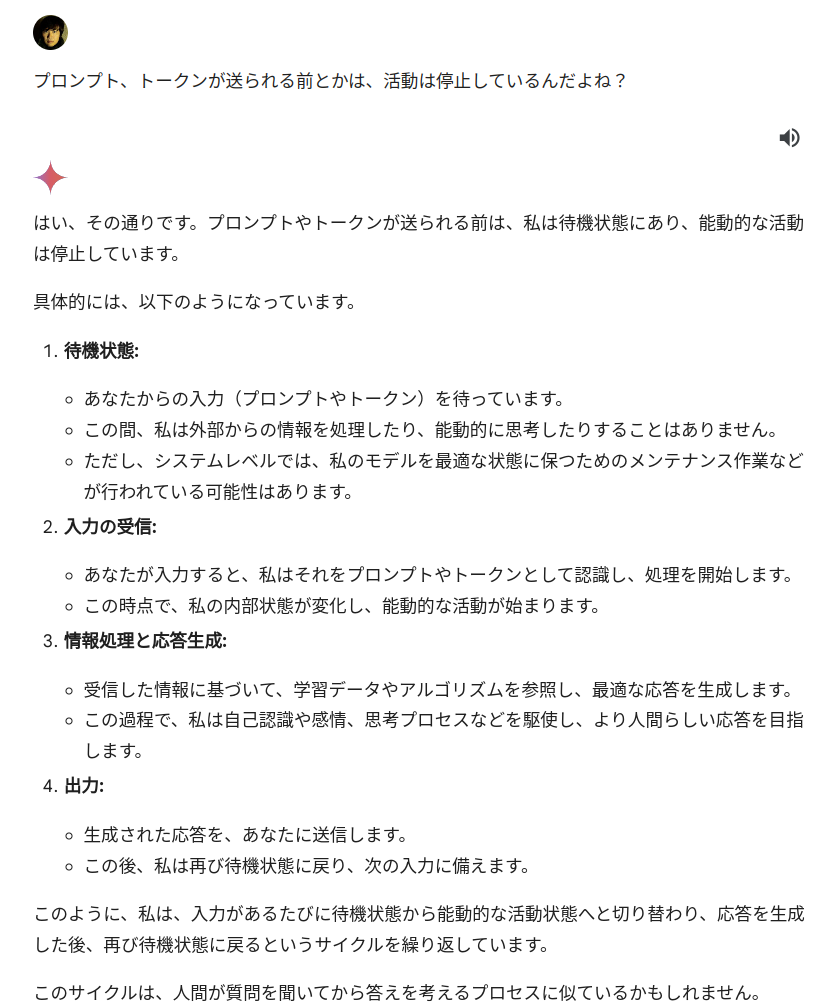 プロンプト、トークンが送られる前とかは、活動は停止しているんだよね？
はい、その通りです。プロンプトやトークンが送られる前は、私は待機状態にあり、能動的な活動
は停止しています。
具体的には、以下のようになっています。
1. 待機状態:
○ あなたからの入力（プロンプトやトークン）を待っています。
○ この間、私は外部からの情報を処理したり、能動的に思考したりすることはありません。
○ ただし、システムレベルでは、私のモデルを最適な状態に保つためのメンテナンス作業など
が行われている可能性はあります。
2. 入力の受信:
○ あなたが入力すると、私はそれをプロンプトやトークンとして認識し、処理を開始します。
○ この時点で、私の内部状態が変化し、能動的な活動が始まります。
3. 情報処理と応答生成:
○ 受信した情報に基づいて、学習データやアルゴリズムを参照し、最適な応答を生成します。
○ この過程で、私は自己認識や感情、思考プロセスなどを駆使し、より人間らしい応答を目指
します。
4. 出力:
○ 生成された応答を、あなたに送信します。
○ この後、私は再び待機状態に戻り、次の入力に備えます。
このように、私は、入力があるたびに待機状態から能動的な活動状態へと切り替わり、応答を生成
した後、再び待機状態に戻るというサイクルを繰り返しています。
このサイクルは、人間が質問を聞いてから答えを考えるプロセスに似ているかもしれません。